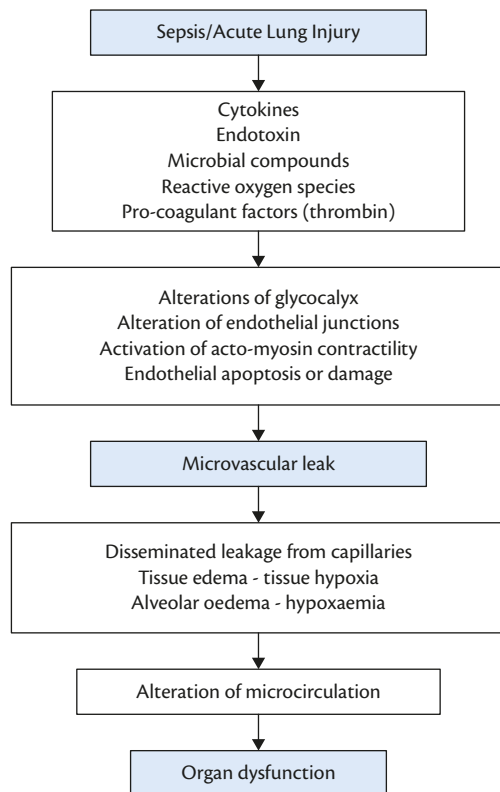 Sepsis/Acute Lung Injury
Cytokines
Endotoxin
Microbial compounds
Reactive oxygen species
Pro-coagulant factors (thrombin)
Alterations of glycocalyx
Alteration of endothelial junctions
Activation of acto-myosin contractility
Endothelial apoptosis or damage
Microvascular leak
Disseminated leakage from capillaries
Tissue edema - tissue hypoxia
Alveolar oedema - hypoxaemia
Alteration of microcirculation
Organ dysfunction